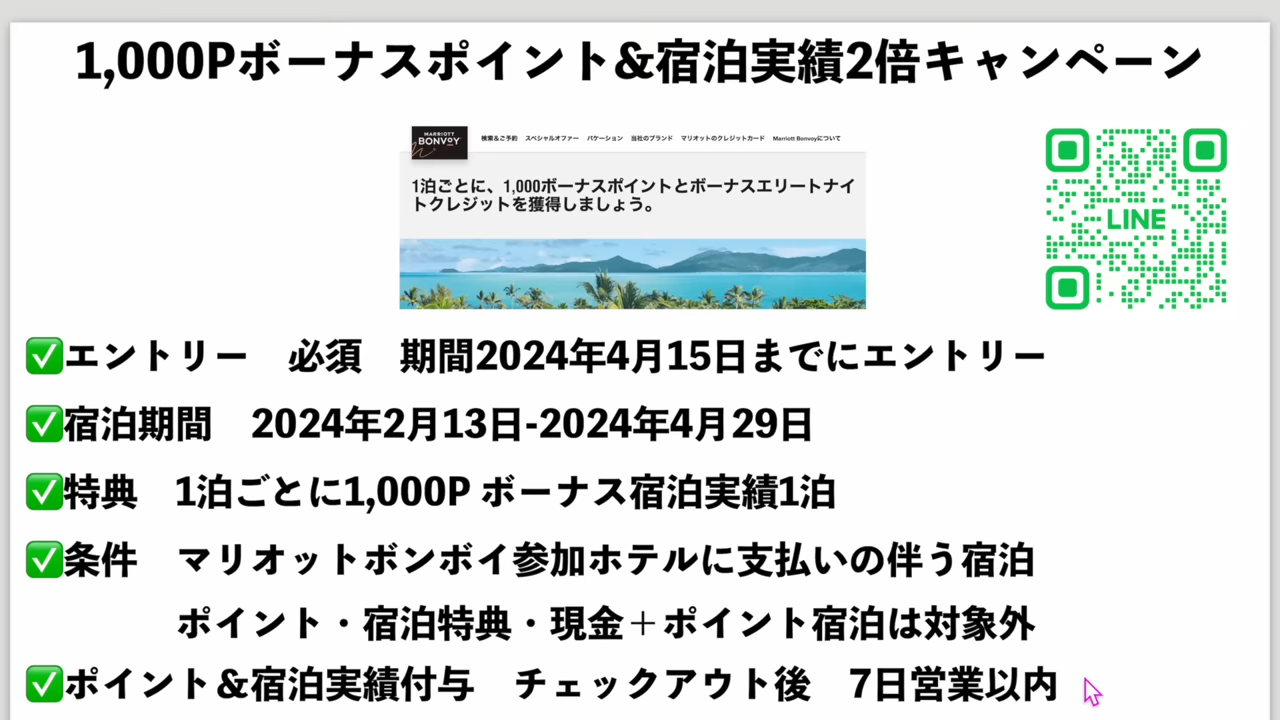 1,000Pボーナスポイント&宿泊実績2倍キャンペーン
MARRIOTT
BONVOY
検索＆ご予約 スペシャルオファー バケーション 当社のブランド マリオットのクレジットカード Marriott Bonvoyについて
1泊ごとに、1,000ボーナスポイントとボーナスエリートナイ
トクレジットを獲得しましょう。
LINE
✅エントリー 必須 期間2024年4月15日までにエントリー
✅宿泊期間 2024年2月13日-2024年4月29日
✅特典 1泊ごとに1,000P ボーナス宿泊実績1泊
✅条件 マリオットボンボイ参加ホテルに支払いの伴う宿泊
ポイント・宿泊特典・現金＋ポイント宿泊は対象外
✅ポイント&宿泊実績付与 チェックアウト後 7日営業以内